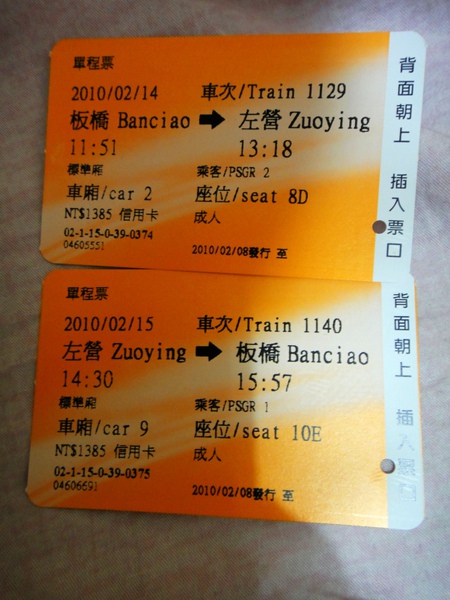 單程票
2010/02/14 車次/Train 1129
板橋 Banciao → 左營 Zuoying
11:51 13:18
標準廂 乘客/PSGR 2
車廂/car 2 座位/seat 8D
NT$1385 信用卡 成人
02-1-15-0-39-0374
04605551 2010/02/08發行 至
背面朝上 插入票口
單程票
2010/02/15 車次/Train 1140
左營 Zuoying → 板橋 Banciao
14:30 15:57
標準廂 乘客/PSGR 1
車廂/car 9 座位/seat 10E
NT$1385 信用卡 成人
02-1-15-0-39-0375
04606691 2010/02/08發行 至
背面朝上 插入票口